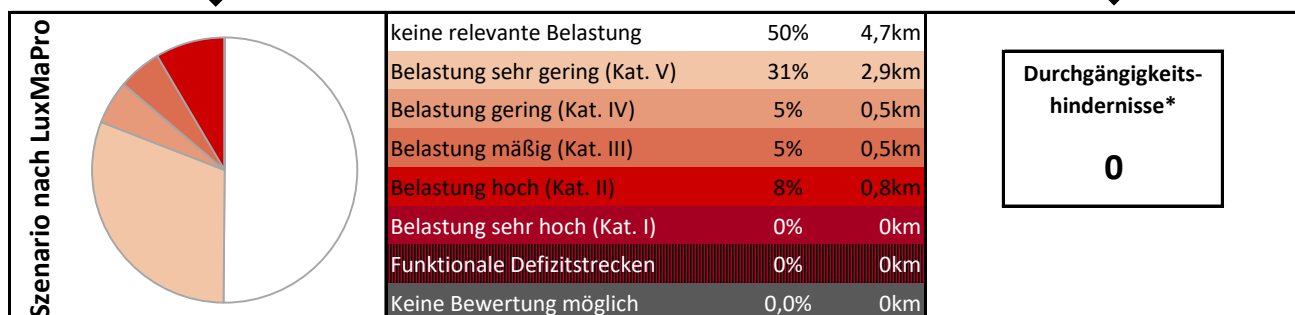 Szenario nach LuxMaPro
keine relevante Belastung 50% 4,7km
Belastung sehr gering (Kat. V) 31% 2,9km
Belastung gering (Kat. IV) 5% 0,5km
Belastung mäßig (Kat. III) 5% 0,5km
Belastung hoch (Kat. II) 8% 0,8km
Belastung sehr hoch (Kat. I) 0% 0km
Funktionale Defizitstrecken 0% 0km
Keine Bewertung möglich 0,0% 0km
Durchgängigkeits-
hindernisse*
0